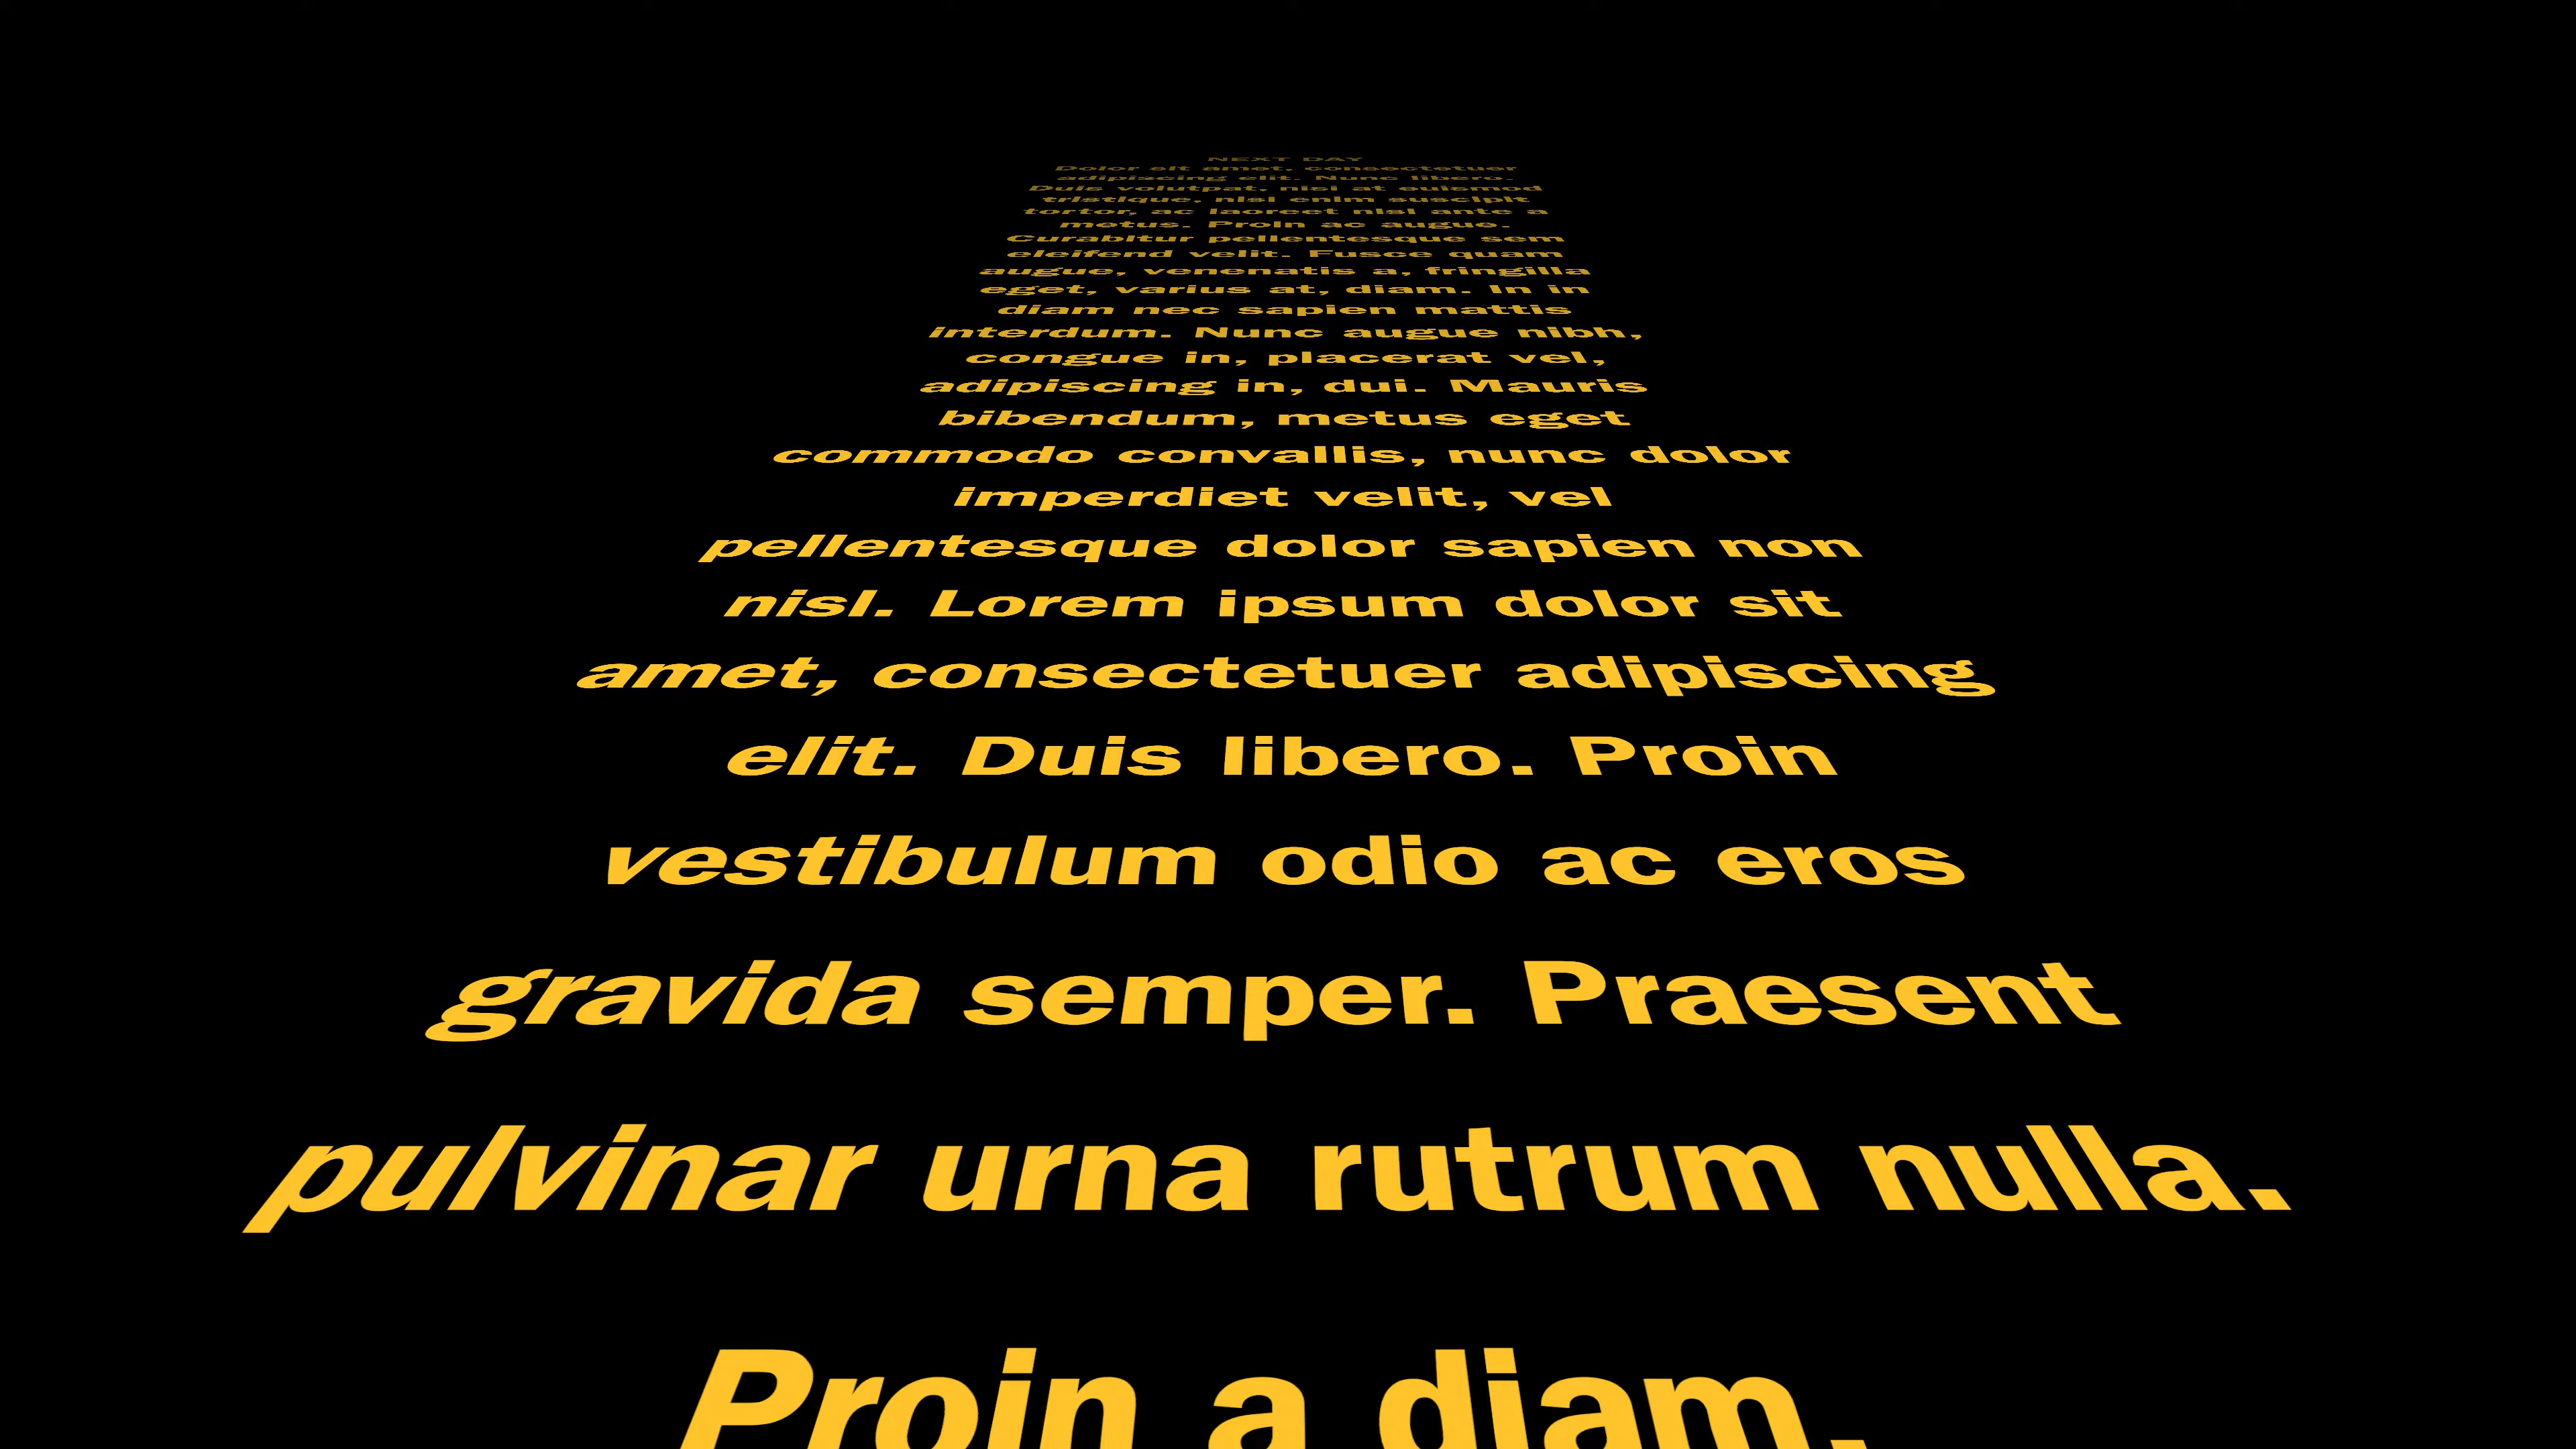 NEXT DAY
Dolor sit amet, consectetuer
adipiscing elit. Nunc libero.
Duis volutpat, nisi at euismod
tristique, nisl enim suscipit
tortor, ac laoreet nisl ante a
metus. Proin ac augue.
Curabitur pellentesque sem
eleifend velit. Fusce quam
augue, venenatis a, fringilla
eget, varius at, diam. In in
diam nec sapien mattis
interdum. Nunc augue nibh,
congue in, placerat vel,
adipiscing in, dui. Mauris
bibendum, metus eget
commodo convallis, nunc dolor
imperdiet velit, vel
pellentesque dolor sapien non
nisl. Lorem ipsum dolor sit
amet, consectetuer adipiscing
elit. Duis libero. Proin
vestibulum odio ac eros
gravida semper. Praesent
pulvinar urna rutrum nulla.
Proin a diam.